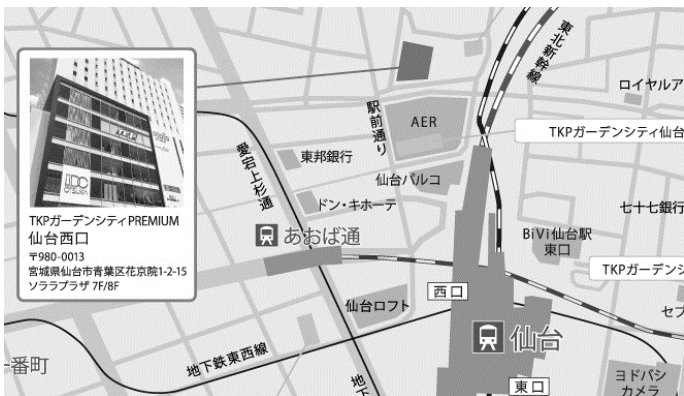 TKPガーデンシティPREMIUM
仙台西口
〒980-0013
宮城県仙台市青葉区花京院1-2-15
ソララプラザ 7F/8F
IDC
OTSUKA
東北新幹線
ロイヤルア
駅前通り
AER
TKPガーデンシティ仙台
愛宕上杉通
東邦銀行
仙台パルコ
ドン・キホーテ
七十七銀行
あおば通
BiVi仙台駅
東口
TKPガーデンシ
西口
仙台ロフト
セブ
仙台
地下鉄東西線
一番町
地下
東口
ヨドバシ
カメラ